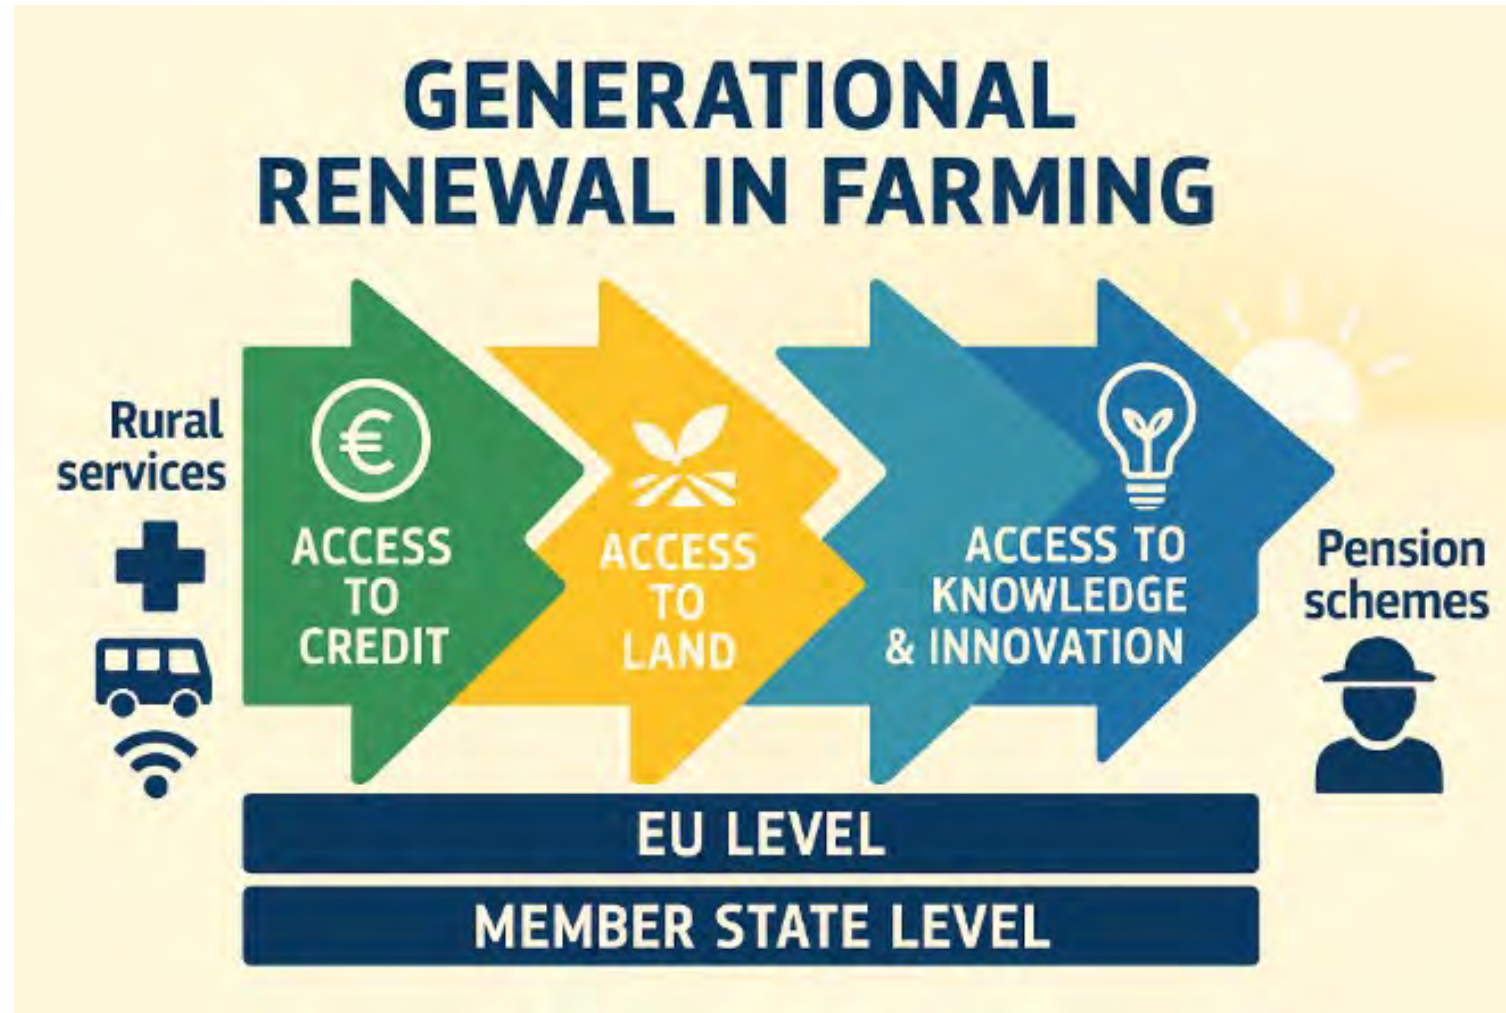 GENERATIONAL
RENEWAL IN FARMING
Rural
services
€
ACCESS
TO
CREDIT
ACCESS
TO
LAND
ACCESS TO
KNOWLEDGE
& INNOVATION
Pension
schemes
EU LEVEL
MEMBER STATE LEVEL